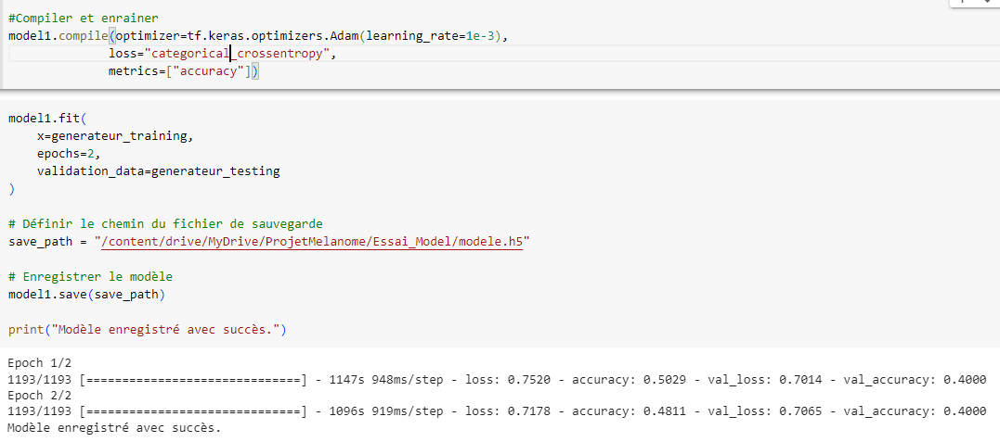 #Compiler et enrainer
model1.compile(optimizer=tf.keras.optimizers.Adam(learning_rate=1e-3),
              loss="categorical_crossentropy",
              metrics=["accuracy"])
model1.fit(
    x=generateur_training,
    epochs=2,
    validation_data=generateur_testing
)
# Définir le chemin du fichier de sauvegarde
save_path = "/content/drive/MyDrive/ProjetMelanome/Essai_Model/modele.h5"
# Enregistrer le modèle
model1.save(save_path)
print("Modèle enregistré avec succès.")
Epoch 1/2
1193/1193 [==============================] - 1147s 948ms/step - loss: 0.7520 - accuracy: 0.5029 - val_loss: 0.7014 - val_accuracy: 0.4000
Epoch 2/2
1193/1193 [==============================] - 1096s 919ms/step - loss: 0.7178 - accuracy: 0.4811 - val_loss: 0.7065 - val_accuracy: 0.4000
Modèle enregistré avec succès.